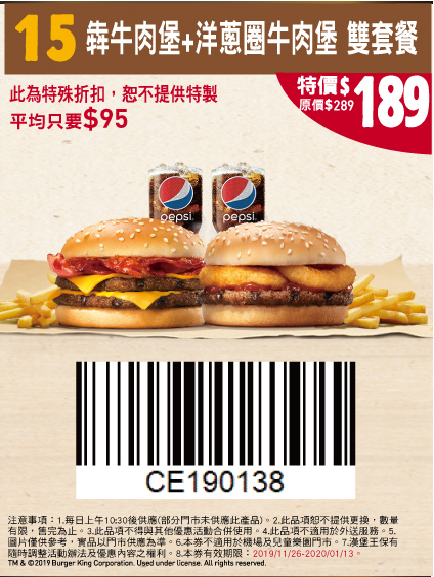 15 犇牛肉堡+洋蔥圈牛肉堡 雙套餐
此為特殊折扣，恕不提供特製
平均只要$95
特價$189
原價$289
pepsi pepsi
CE190138
注意事項：1.每日上午10:30後供應(部分門市未供應此產品)。2.此品項恕不提供更換，數量
有限，售完為止。3.此品項不得與其他優惠活動合併使用。4.此品項不適用於外送服務。5.
圖片僅供參考，實品以門市供應為準。6.本券不適用於機場及兒童樂園門市。7.漢堡王保有
隨時調整活動辦法及優惠內容之權利。8.本券有效期限：2019/11/26-2020/01/13。
TM & ©2019 Burger King Corporation. Used under license. All rights reserved.